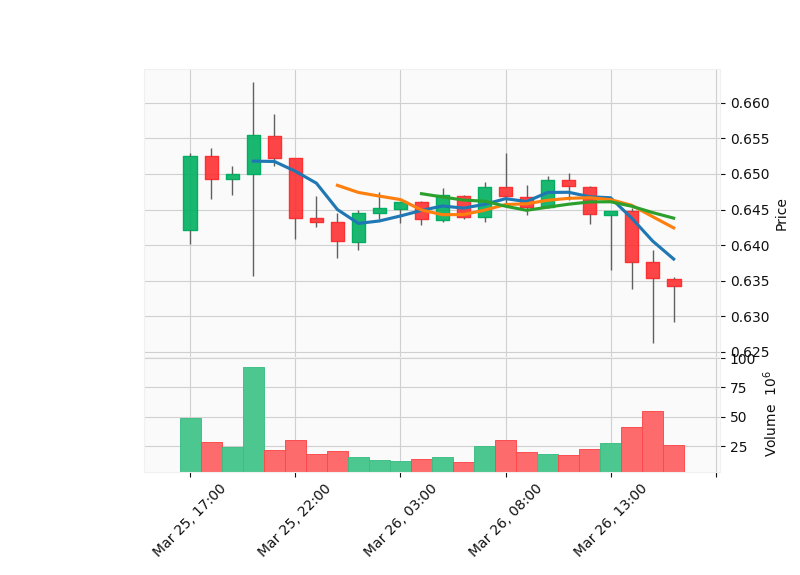 0.660
0.655
0.650
0.645
0.640
0.635
0.630
0.625
Price
100
75
50
25
Volume 10^6
Mar 25, 17:00
Mar 25, 22:00
Mar 26, 03:00
Mar 26, 08:00
Mar 26, 13:00